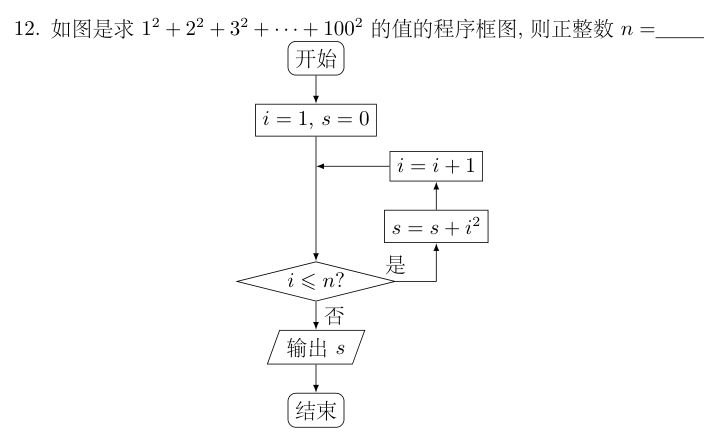 12. 如图是求 1² + 2² + 3² + ··· + 100² 的值的程序框图, 则正整数 n =____
开始
i = 1, s = 0
i = i + 1
s = s + i²
是
i ⩽ n?
否
输出 s
结束